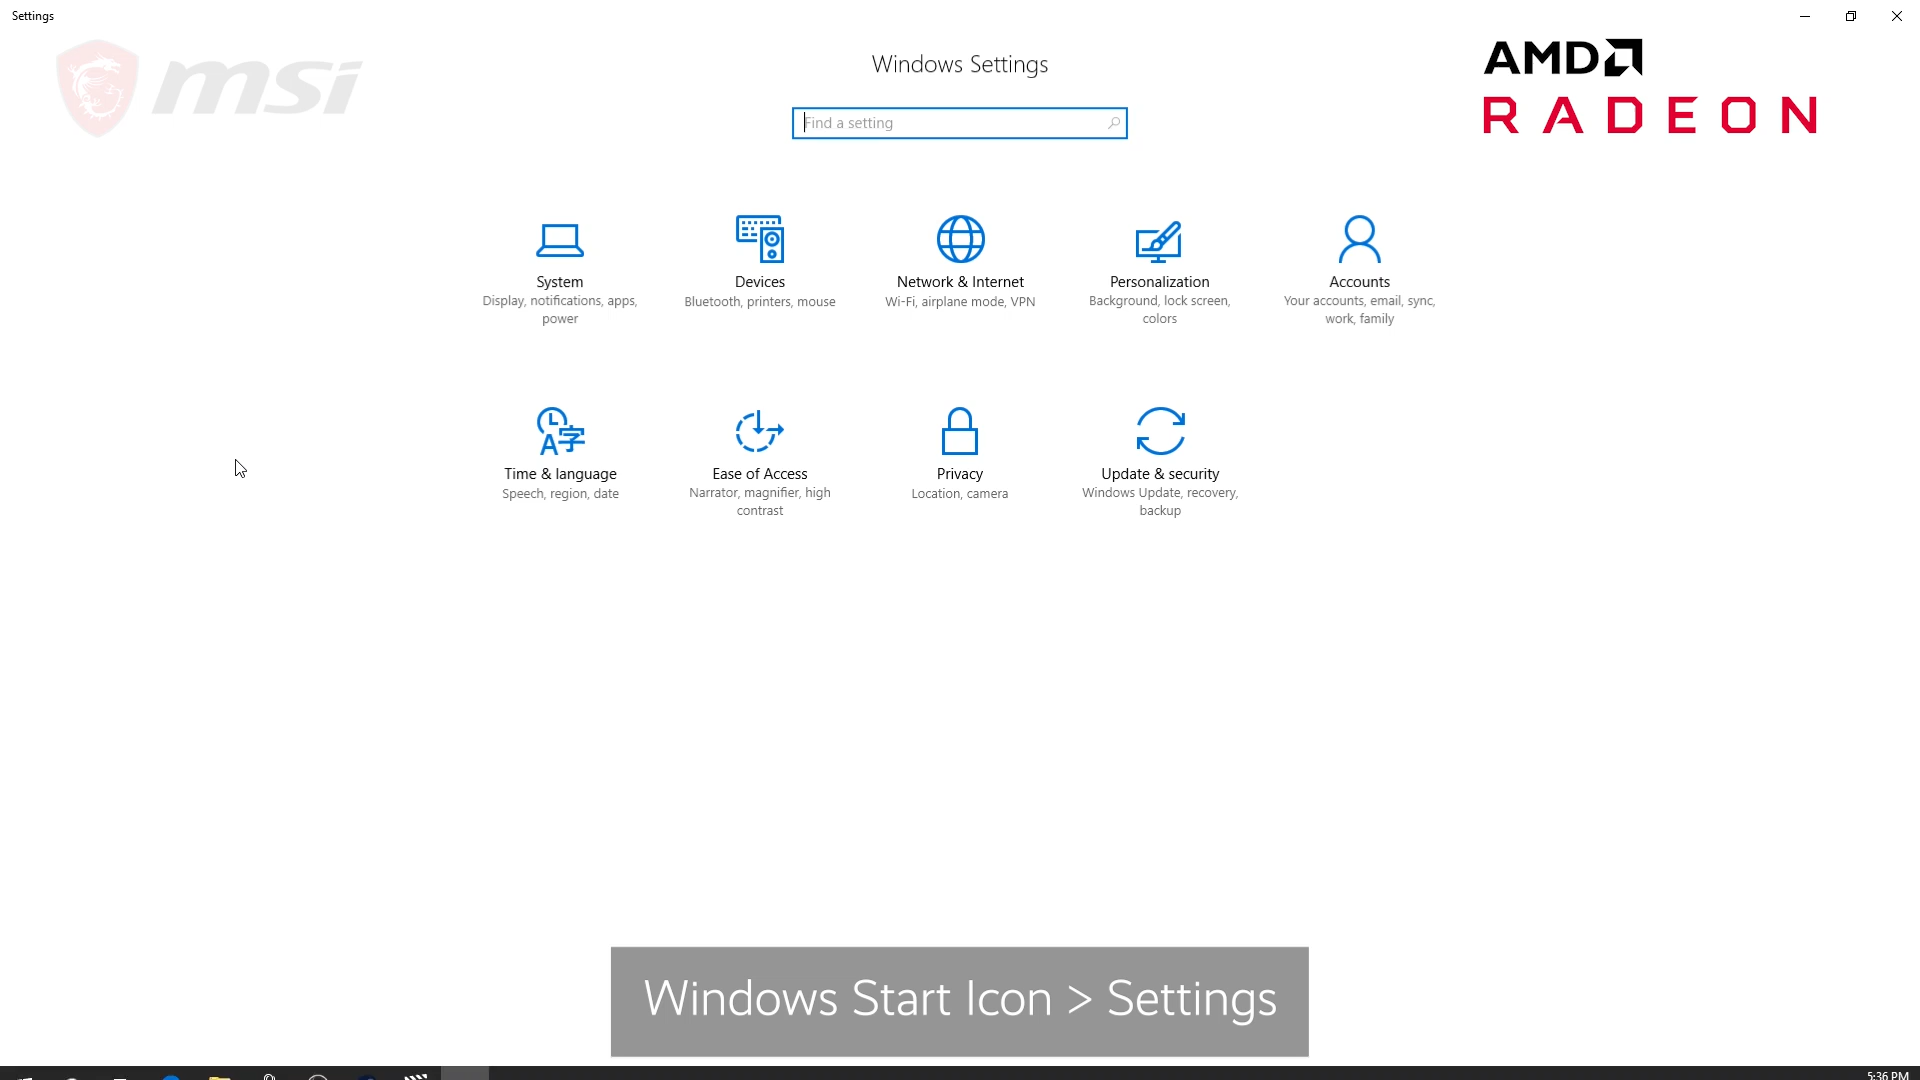 Settings
msi
Windows Settings
AMD
RADEON
Find a setting
System
Display, notifications, apps,
power
Devices
Bluetooth, printers, mouse
Network & Internet
Wi-Fi, airplane mode, VPN
Personalization
Background, lock screen,
colors
Accounts
Your accounts, email, sync,
work, family
A字
Time & language
Speech, region, date
Ease of Access
Narrator, magnifier, high
contrast
Privacy
Location, camera
Update & security
Windows Update, recovery,
backup
Windows Start Icon > Settings
5:36 PM